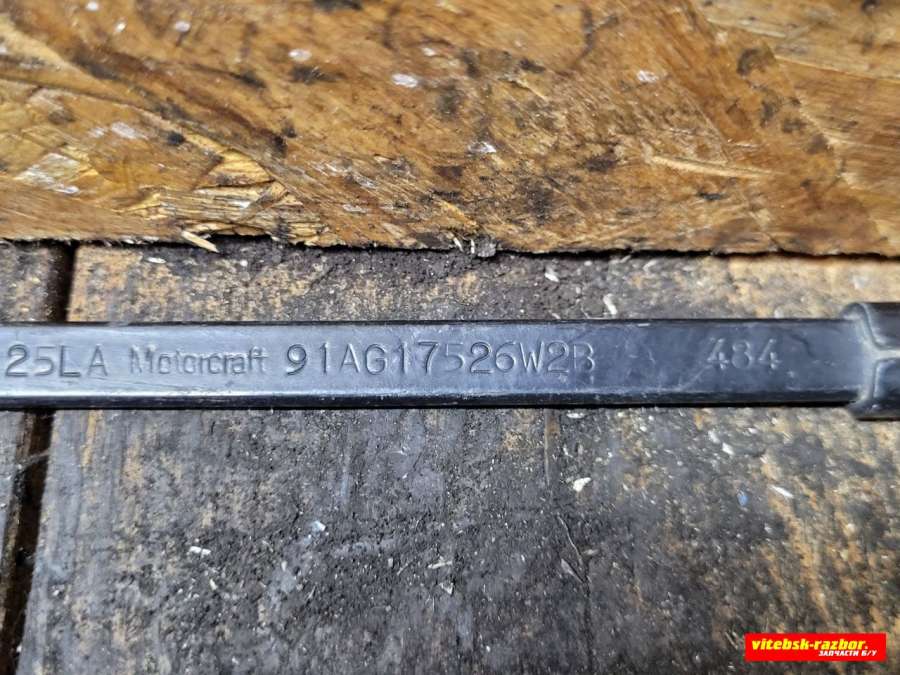 25LA Motorcraft 91AG17526W2B 484
vitebsk-razbor.
ЗАПЧАСТИ Б/У